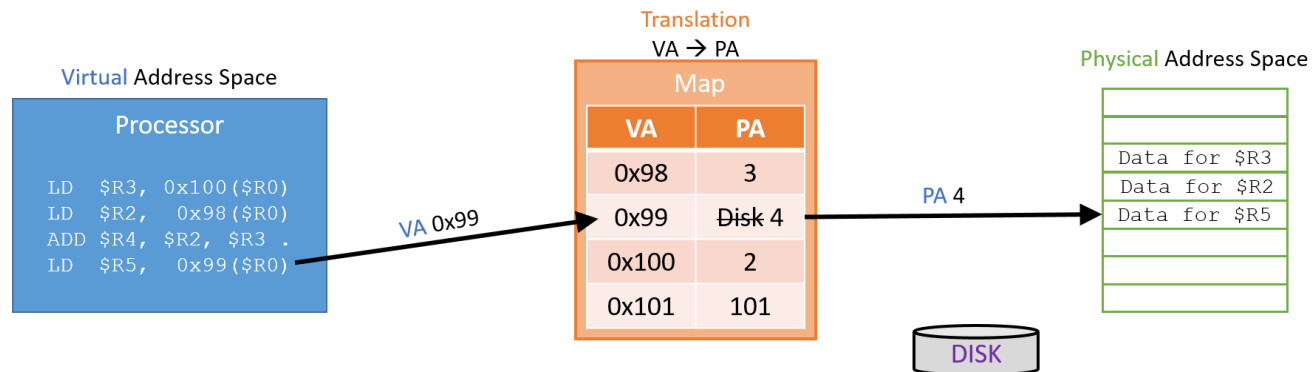 Translation
VA → PA
Virtual Address Space
Physical Address Space
Processor
LD $R3, 0x100($R0)
LD $R2, 0x98($R0)
ADD $R4, $R2, $R3 .
LD $R5, 0x99($R0)
VA 0x99
Map
VA PA
0x98 3
0x99 Disk 4
0x100 2
0x101 101
PA 4
Data for $R3
Data for $R2
Data for $R5
DISK